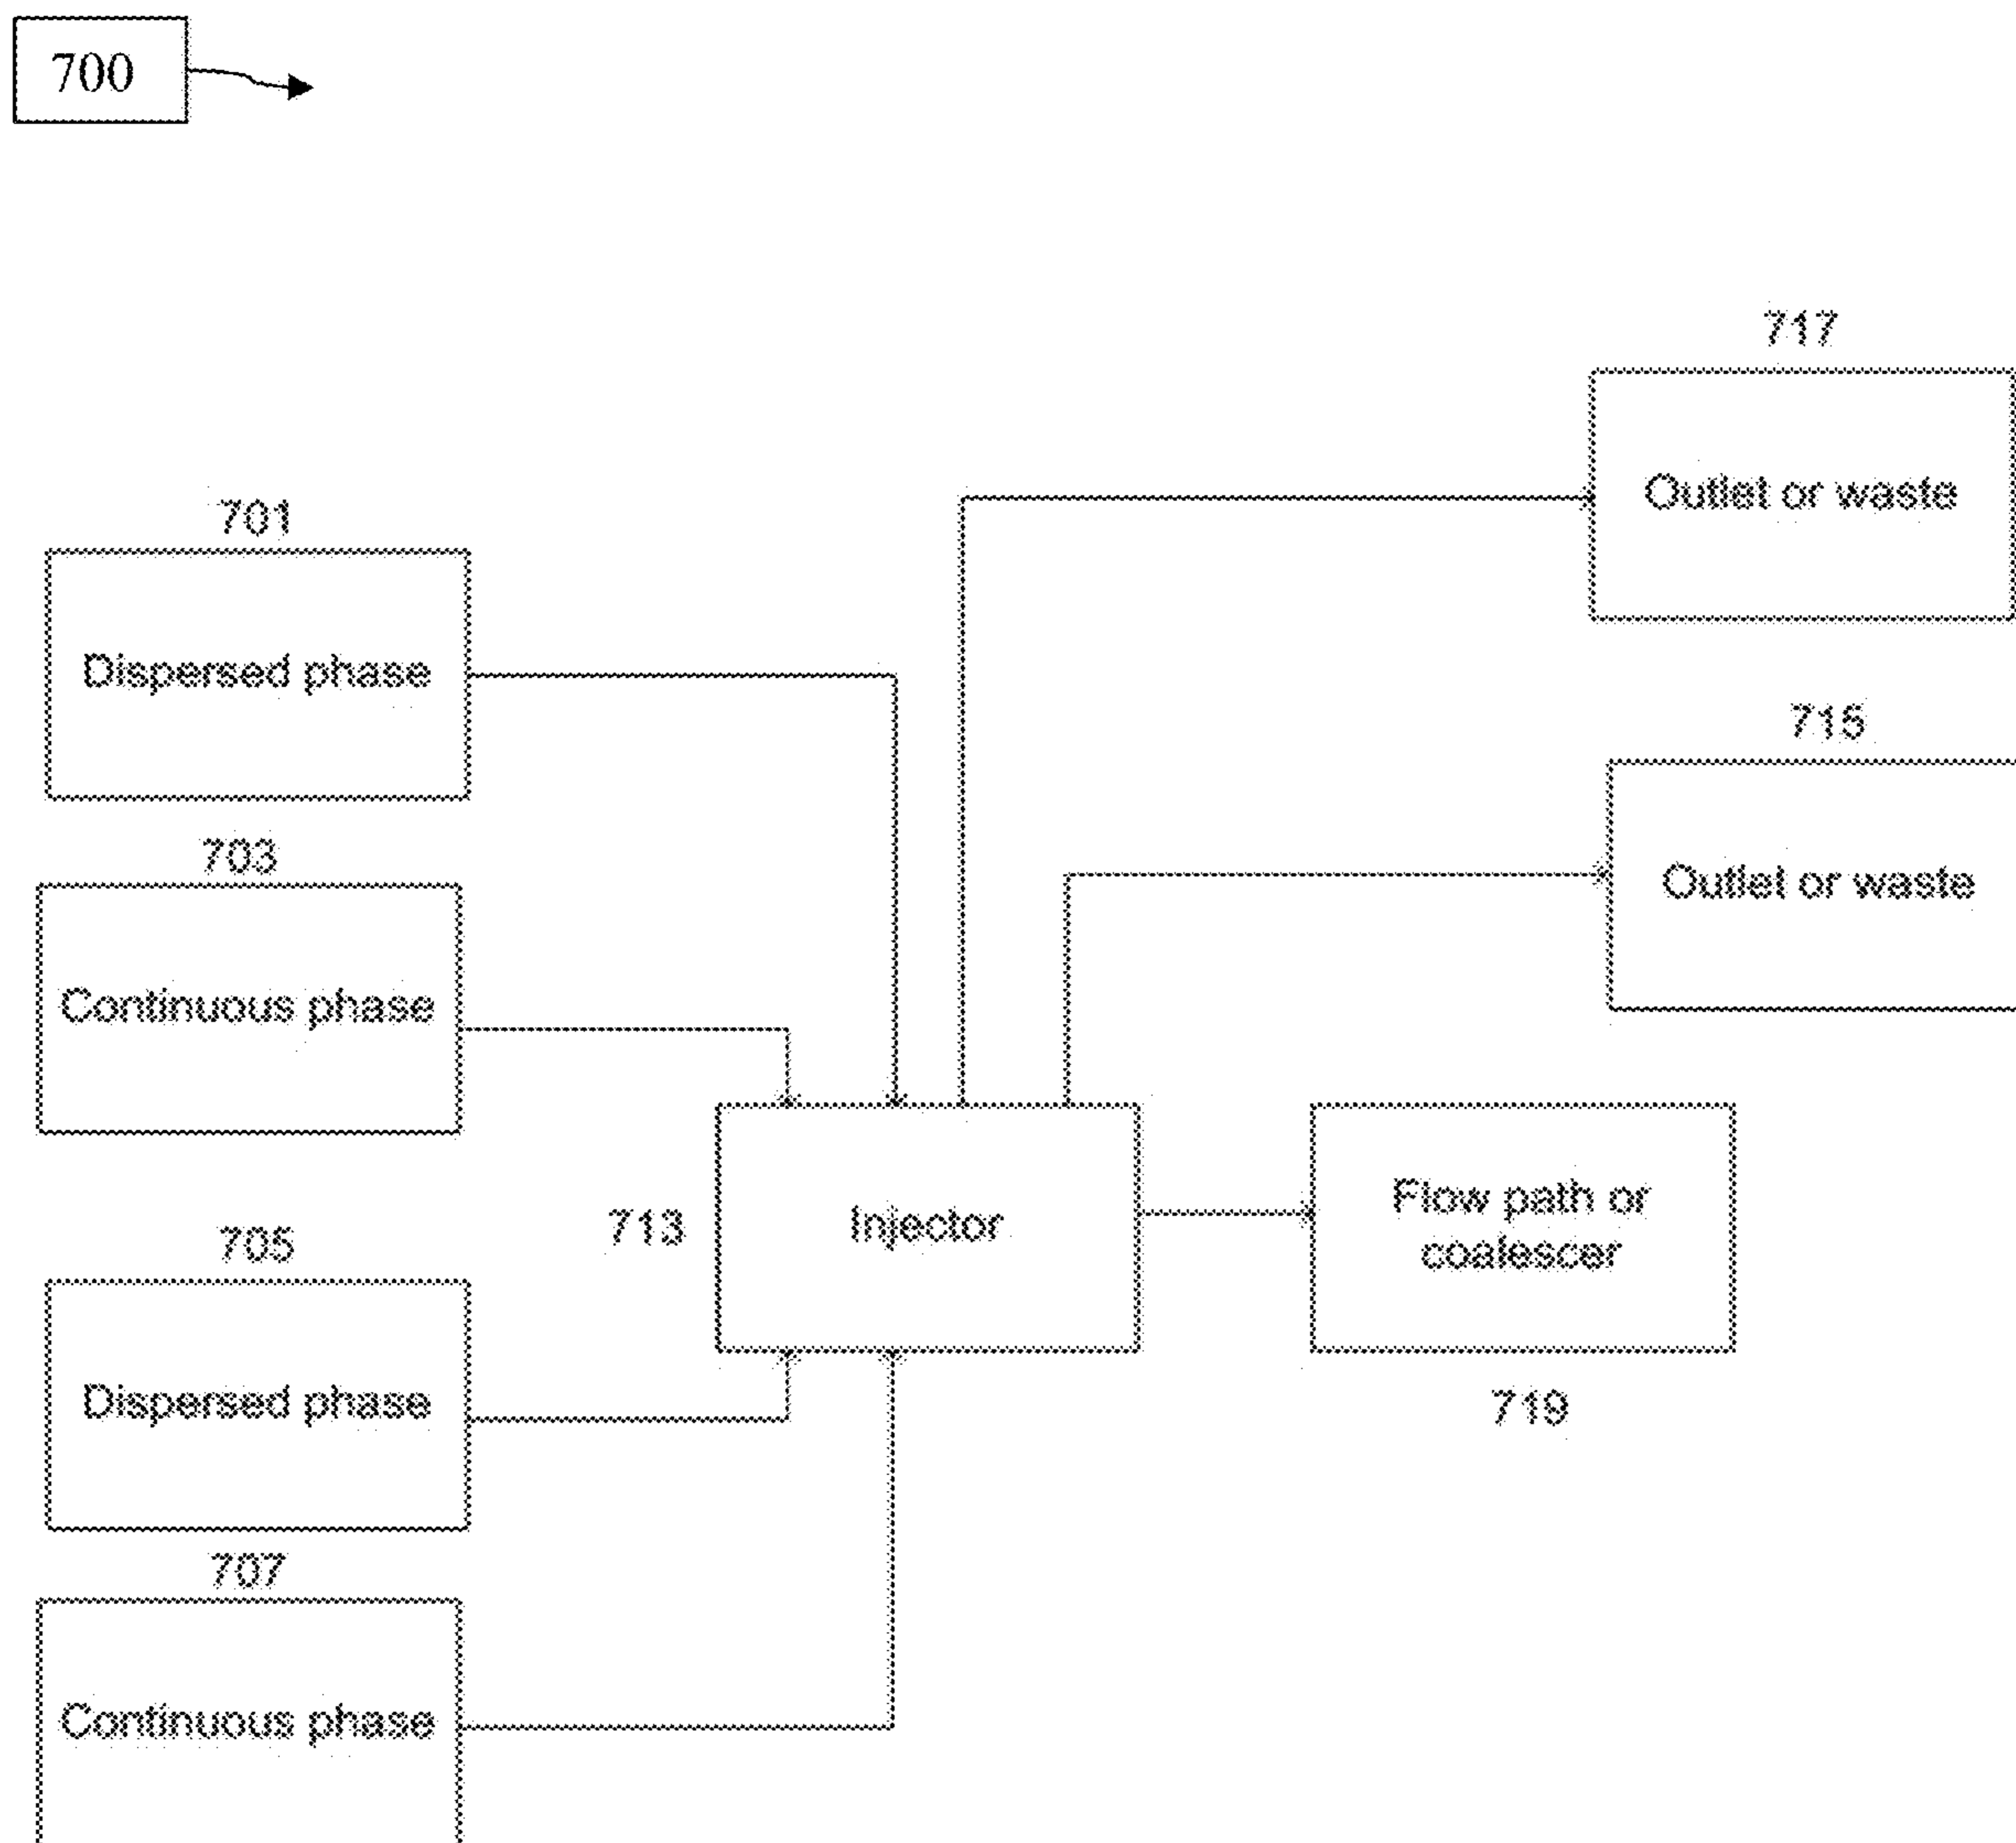 700
717
Outlet or waste
701
Dispersed phase
715
Outlet or waste
703
Continuous phase
713
Injector
Flow path or
coalescer
705
Dispersed phase
719
707
Continuous phase